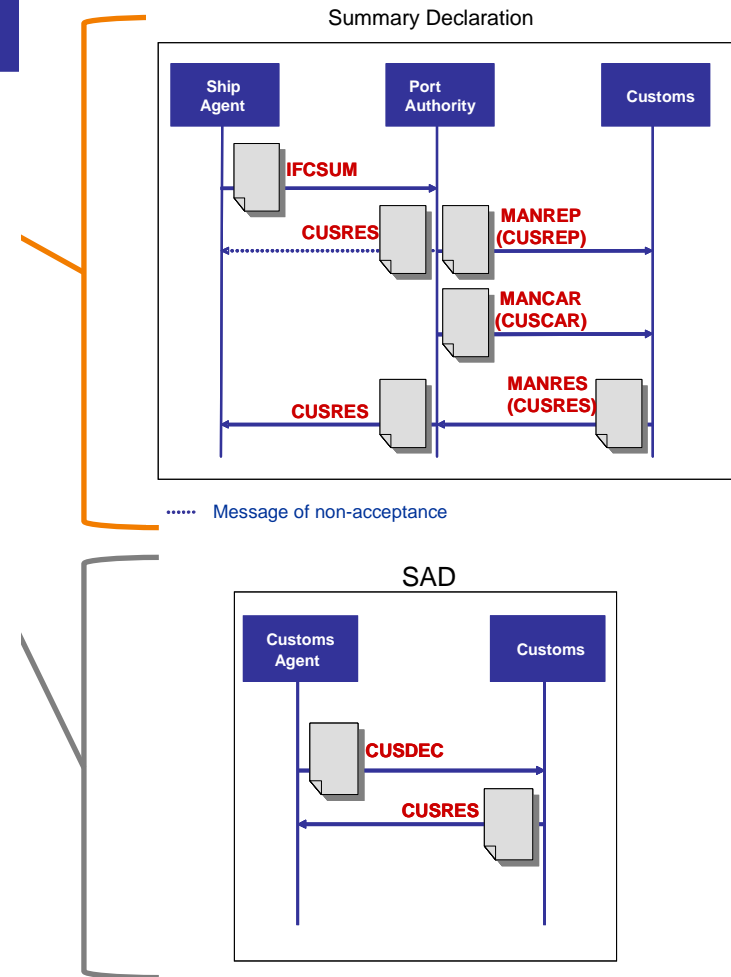 Summary Declaration
Ship
Agent
Port
Authority
Customs
IFCSUM
CUSRES
MANREP
(CUSREP)
MANCAR
(CUSCAR)
CUSRES
MANRES
(CUSRES)
Message of non-acceptance
SAD
Customs
Agent
Customs
CUSDEC
CUSRES